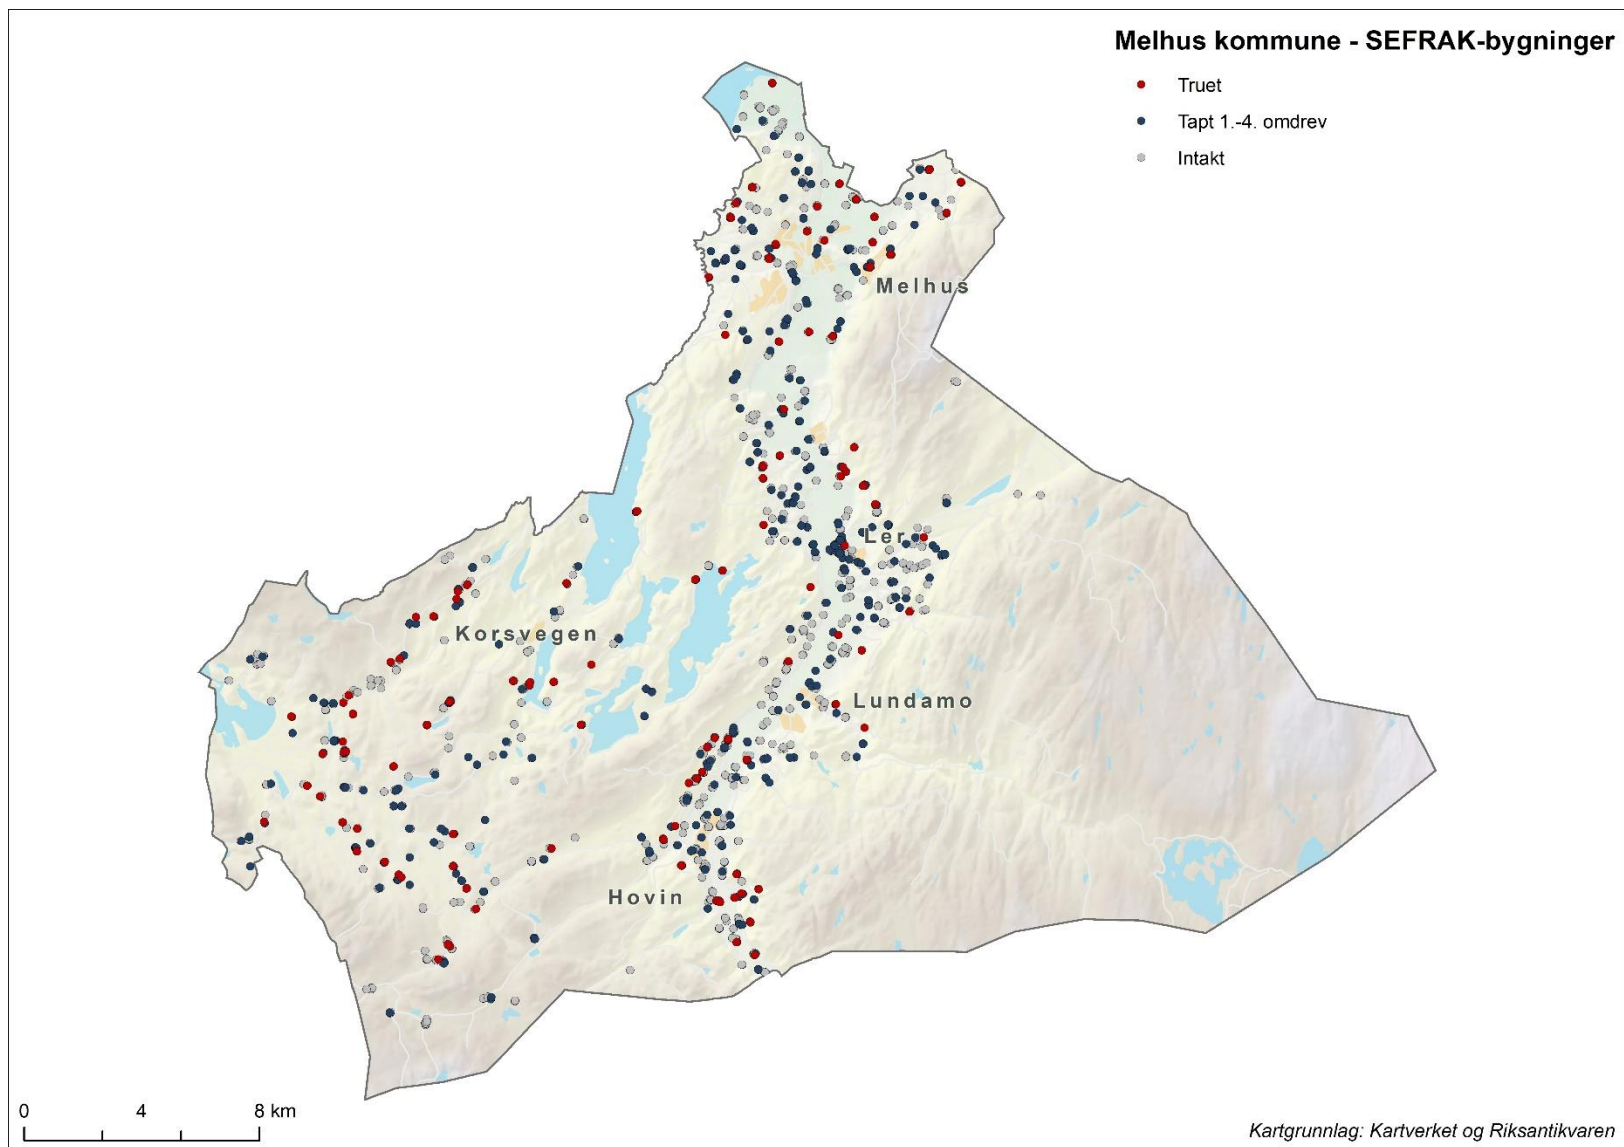 Melhus kommune - SEFRAK-bygninger
Truet
Tapt 1.-4. omdrev
Intakt
Melhus
Ler
Korsvegen
Lundamo
Hovin
0 4 8 km
Kartgrunnlag: Kartverket og Riksantikvaren